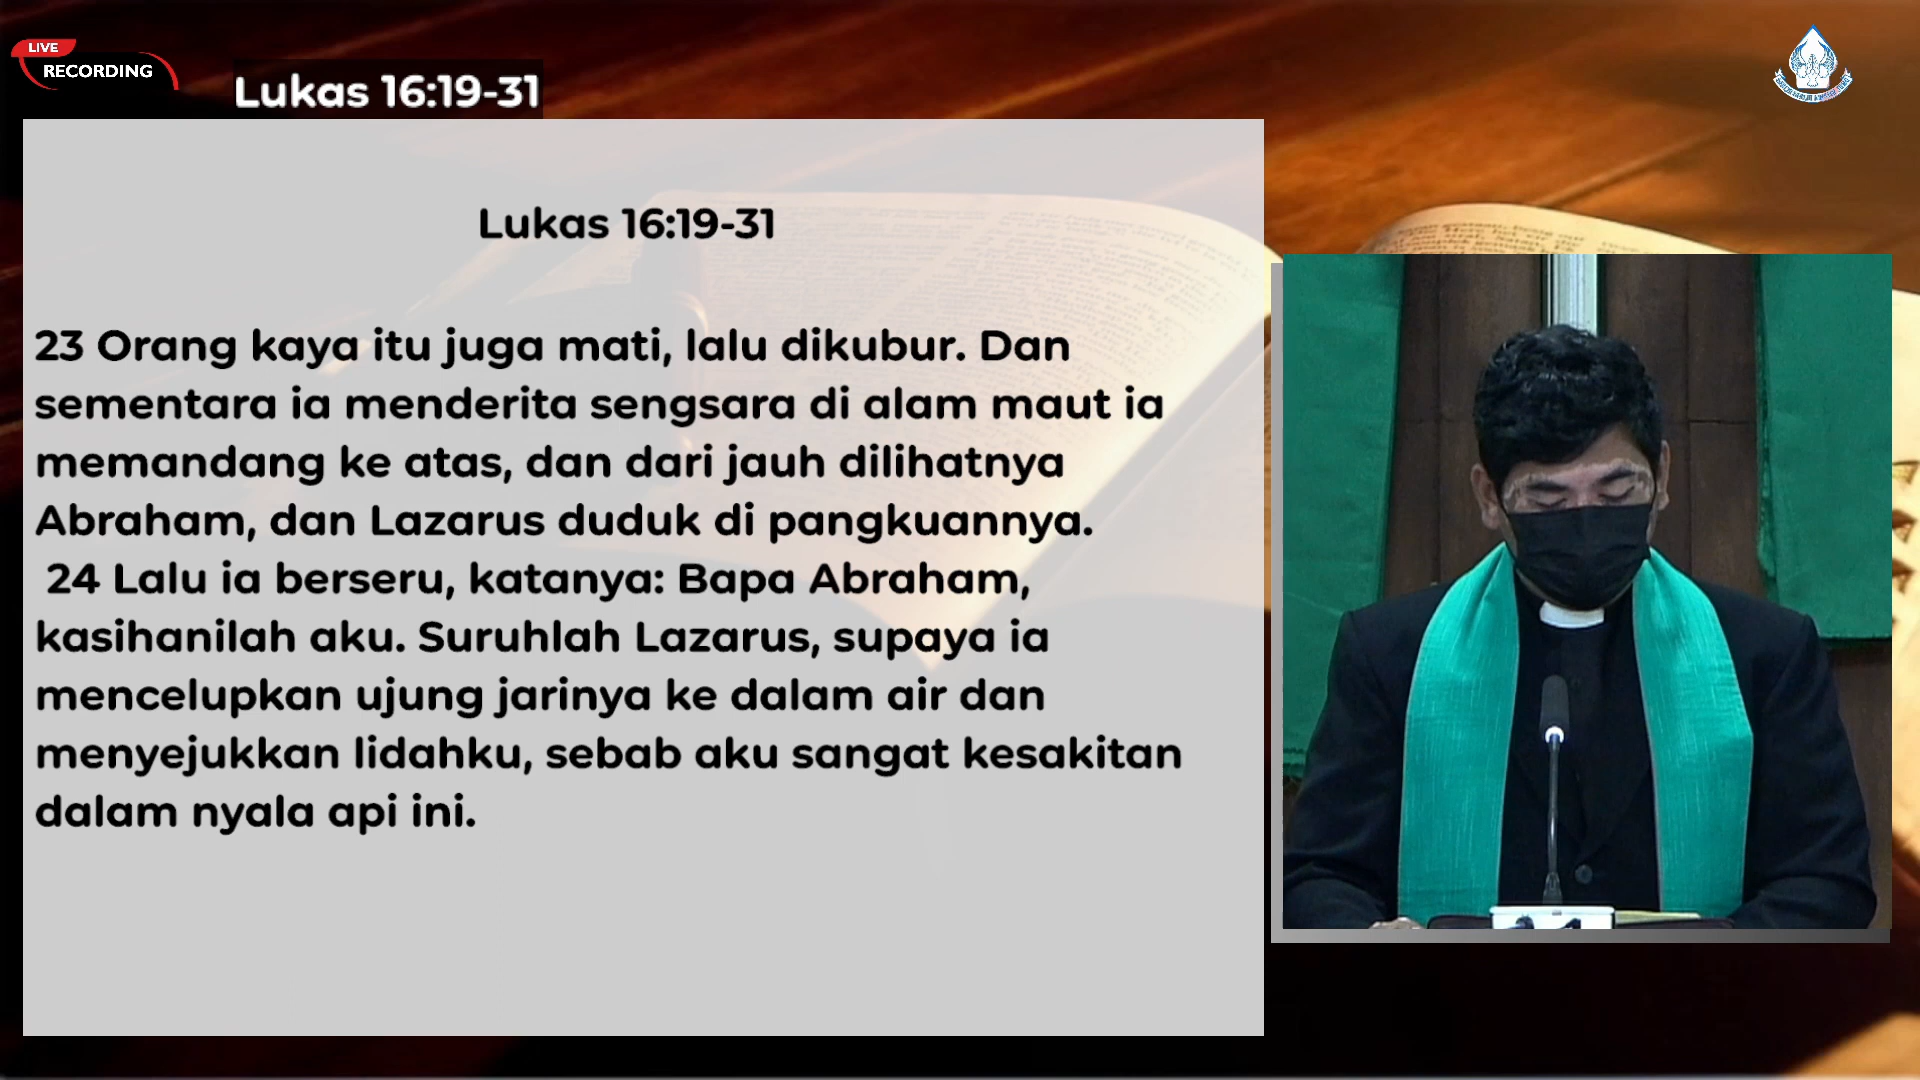 LIVE
RECORDING
Lukas 16:19-31
Lukas 16:19-31
23 Orang kaya itu juga mati, lalu dikubur. Dan
sementara ia menderita sengsara di alam maut ia
memandang ke atas, dan dari jauh dilihatnya
Abraham, dan Lazarus duduk di pangkuannya.
24 Lalu ia berseru, katanya: Bapa Abraham,
kasihanilah aku. Suruhlah Lazarus, supaya ia
mencelupkan ujung jarinya ke dalam air dan
menyejukkan lidahku, sebab aku sangat kesakitan
dalam nyala api ini.